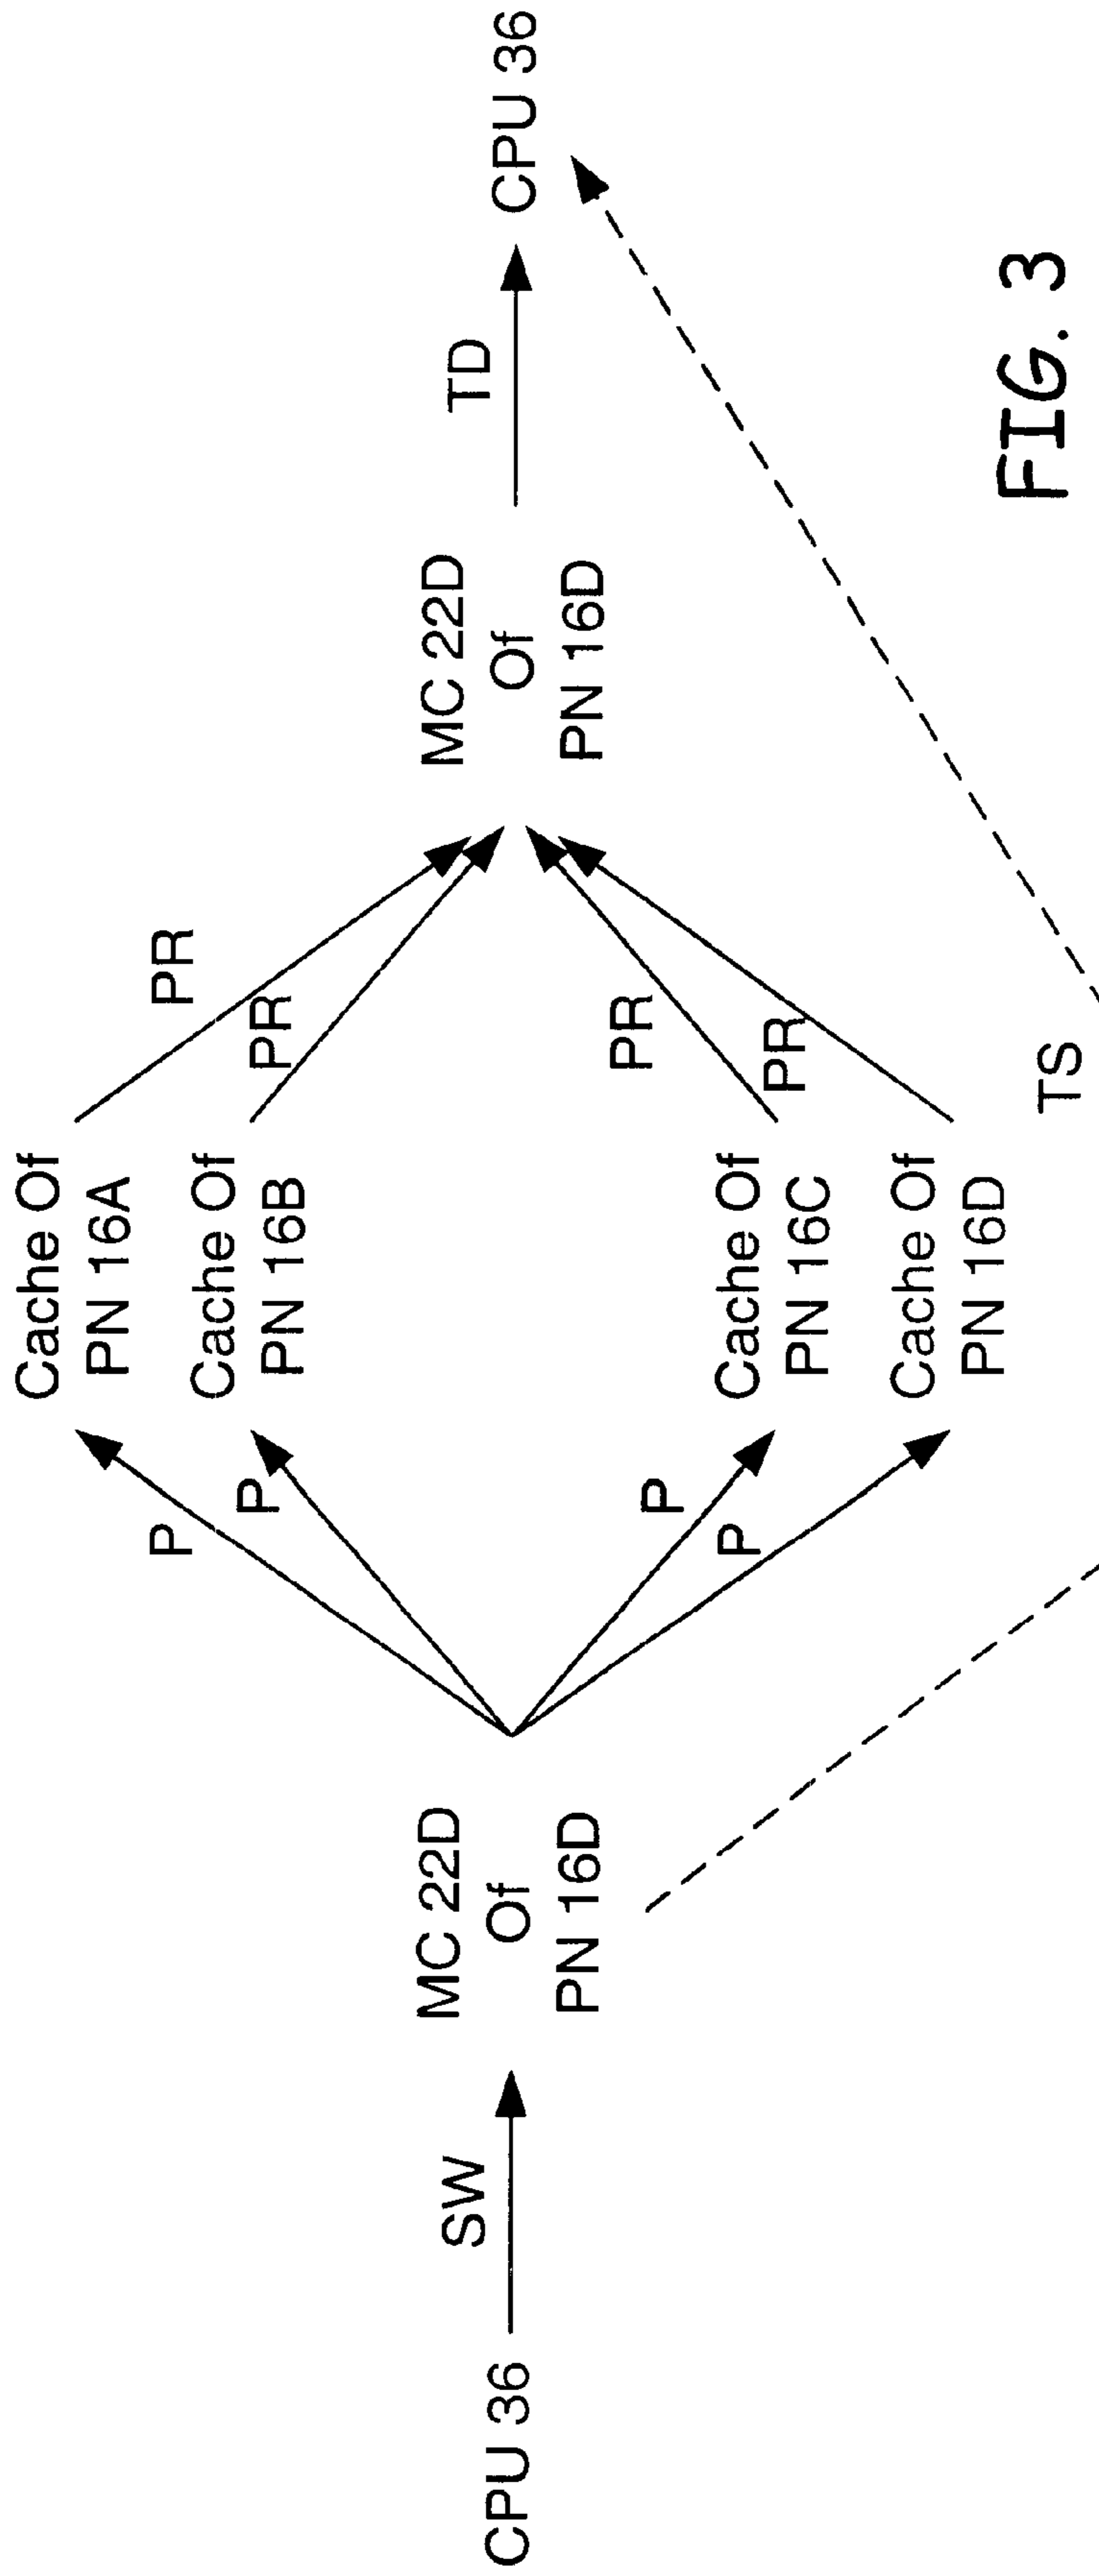 CPU 36
SW
MC 22D
Of
PN 16D
P
P
P
P
Cache Of
PN 16A
Cache Of
PN 16B
Cache Of
PN 16C
Cache Of
PN 16D
PR
PR
PR
PR
TS
MC 22D
Of
PN 16D
TD
CPU 36
FIG. 3